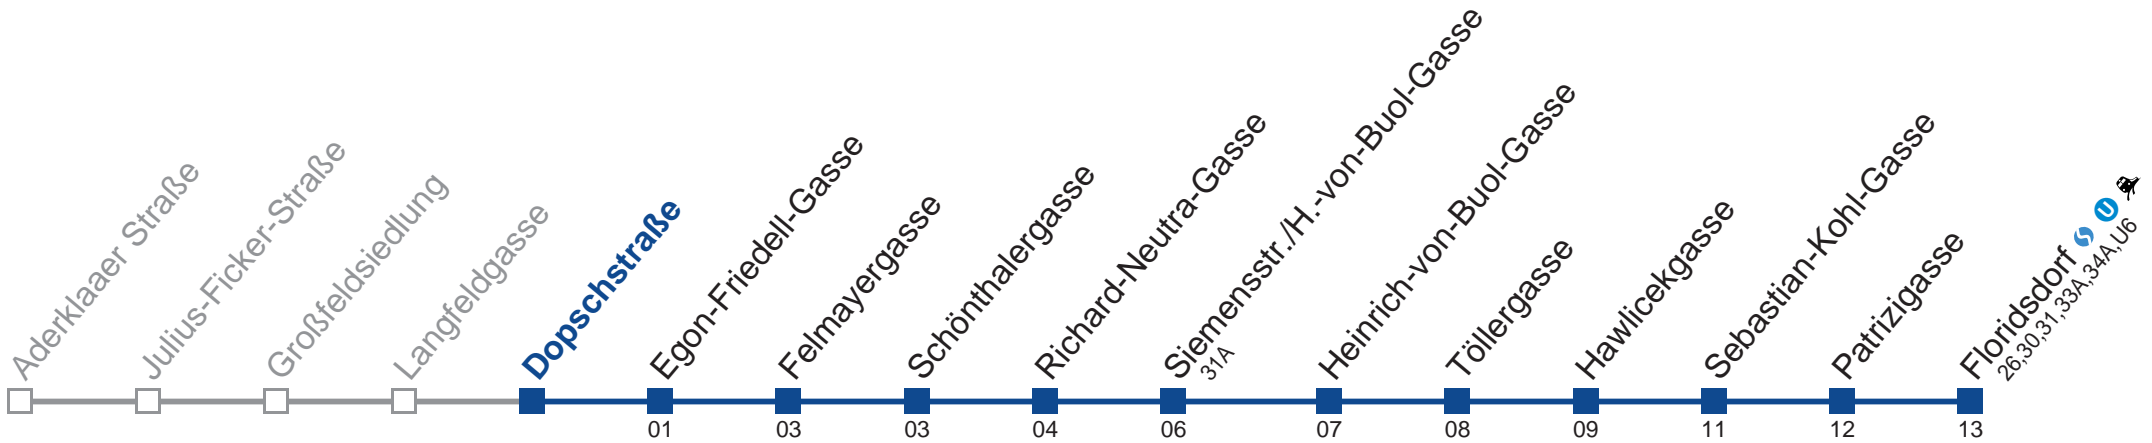 Aderklaaer Straße
Julius-Ficker-Straße
Großfeldsiedlung
Langfeldgasse
Dopschstraße
Egon-Friedell-Gasse
Felmayergasse
Schönthalergasse
Richard-Neutra-Gasse
Siemensstr./H.-von-Buol-Gasse
31A
Heinrich-von-Buol-Gasse
Töllergasse
Hawlicekgasse
Sebastian-Kohl-Gasse
Patrizigasse
Floridsdorf S U
26,30,31,33A,34A,U6
01 03 03 04 06 07 08 09 11 12 13